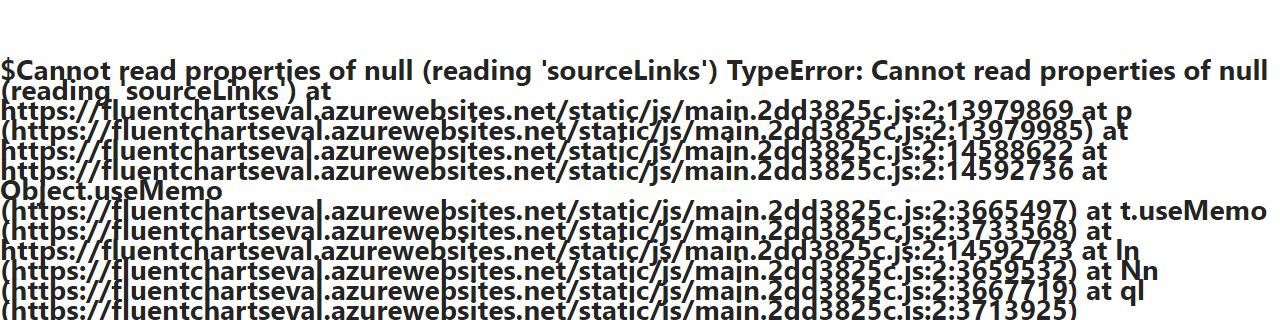 $Cannot read properties of null (reading 'sourceLinks') TypeError: Cannot read properties of null
(reading 'sourceLinks') at
https://fluentchartseval.azurewebsites.net/static/js/main.2dd3825c.js:2:13979869 at p
(https://fluentchartseval.azurewebsites.net/static/js/main.2dd3825c.js:2:13979985) at
https://fluentchartseval.azurewebsites.net/static/js/main.2dd3825c.js:2:14588622 at
https://fluentchartseval.azurewebsites.net/static/js/main.2dd3825c.js:2:14592736 at
Object.useMemo
(https://fluentchartseval.azurewebsites.net/static/js/main.2dd3825c.js:2:3665497) at t.useMemo
(https://fluentchartseval.azurewebsites.net/static/js/main.2dd3825c.js:2:3733568) at
https://fluentchartseval.azurewebsites.net/static/js/main.2dd3825c.js:2:14592723 at ln
(https://fluentchartseval.azurewebsites.net/static/js/main.2dd3825c.js:2:3659532) at Nn
(https://fluentchartseval.azurewebsites.net/static/js/main.2dd3825c.js:2:3667719) at ql
(https://fluentchartseval.azurewebsites.net/static/js/main.2dd3825c.js:2:3713925)